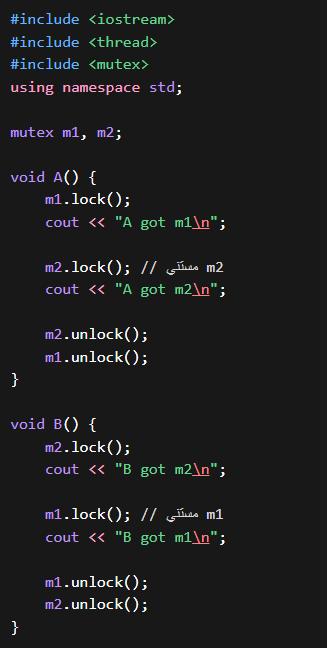 #include <iostream>
#include <thread>
#include <mutex>
using namespace std;
mutex m1, m2;
void A() {
m1.lock();
cout << "A got m1\n";
m2.lock(); // مستني m2
cout << "A got m2\n";
m2.unlock();
m1.unlock();
}
void B() {
m2.lock();
cout << "B got m2\n";
m1.lock(); // مستني m1
cout << "B got m1\n";
m1.unlock();
m2.unlock();
}